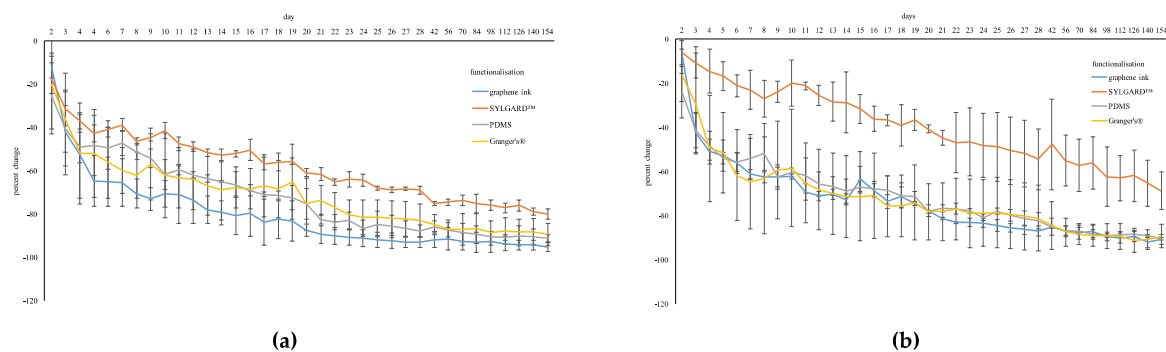 day
2 3 4 5 6 7 8 9 10 11 12 13 14 15 16 17 18 19 20 21 22 23 24 25 26 27 28 42 56 70 84 98 112 126 140 154
0
-20
-40
-60
-80
-100
-120
percent change
functionalisation
graphene ink
SYLGARD™
PDMS
Granger's®
(a)
days
2 3 4 5 6 7 8 9 10 11 12 13 14 15 16 17 18 19 20 21 22 23 24 25 26 27 28 42 56 70 84 98 112 126 140 154
0
-20
-40
-60
-80
-100
-120
percent change
functionalisation
graphene ink
SYLGARD™
PDMS
Granger's®
(b)